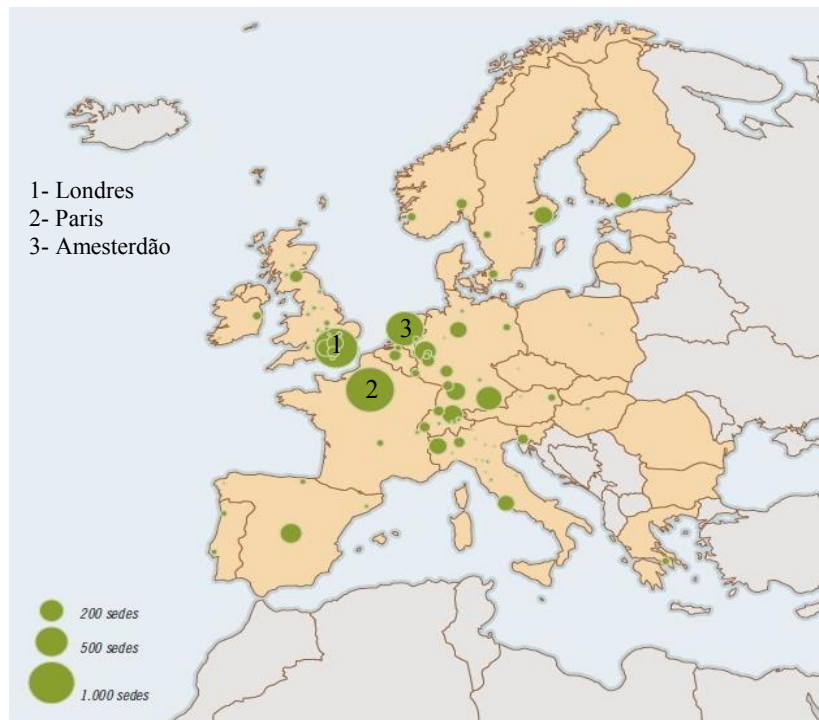 1- Londres
2- Paris
3- Amesterdão
3
1
2
200 sedes
500 sedes
1.000 sedes